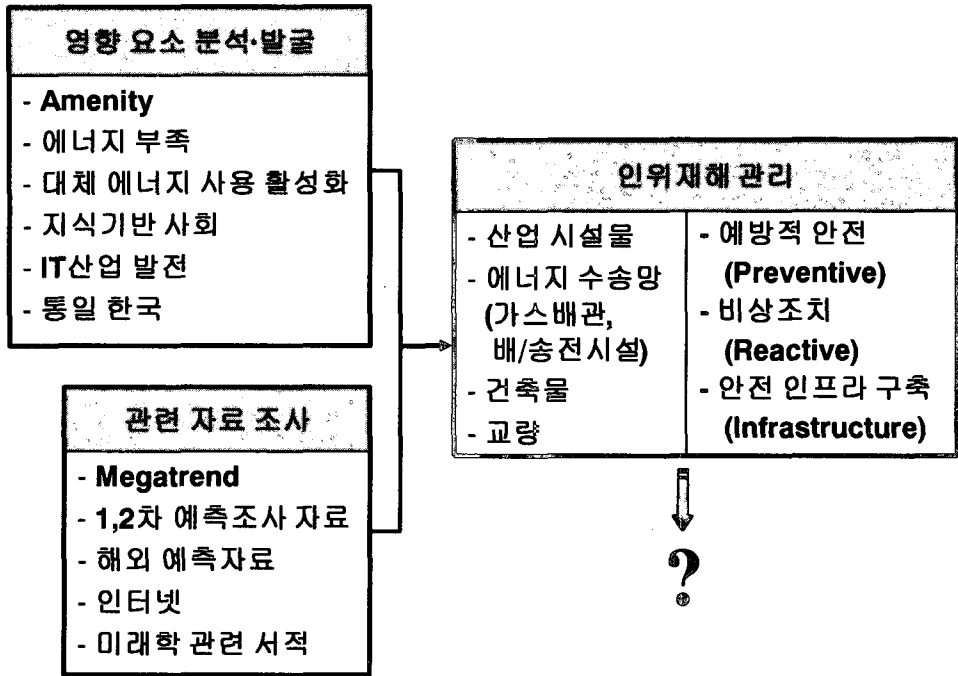 영향 요소 분석·발굴
- Amenity
- 에너지 부족
- 대체 에너지 사용 활성화
- 지식기반 사회
- IT산업 발전
- 통일 한국
관련 자료 조사
- Megatrend
- 1,2차 예측조사 자료
- 해외 예측자료
- 인터넷
- 미래학 관련 서적
인위재해 관리
- 산업 시설물
- 에너지 수송망
(가스배관,
배/송전시설)
- 건축물
- 교량
- 예방적 안전
(Preventive)
- 비상조치
(Reactive)
- 안전 인프라 구축
(Infrastructure)
?